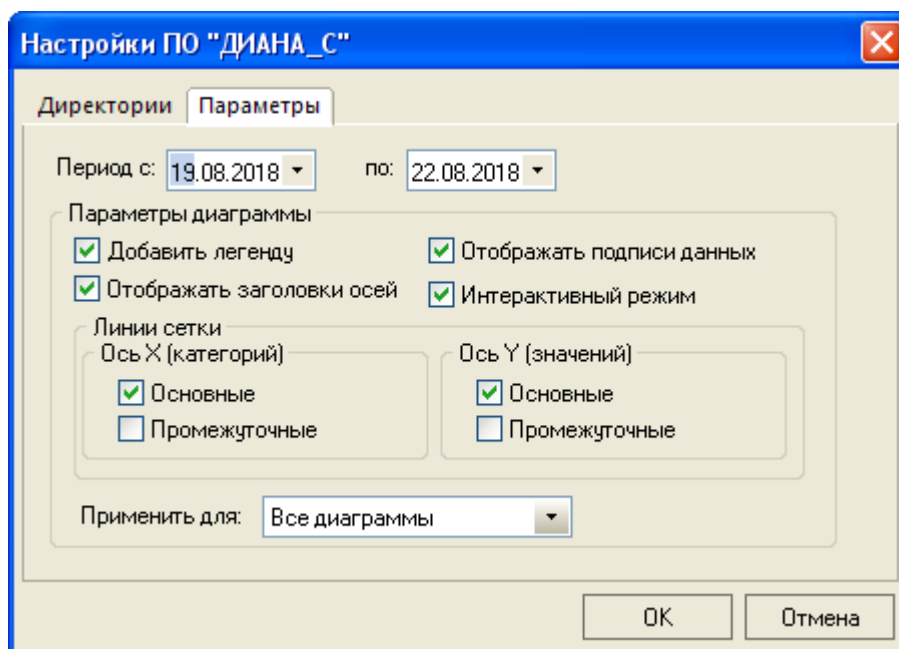 Настройки ПО "ДИАНА_С"
Директории Параметры
Период с: 19.08.2018 по: 22.08.2018
Параметры диаграммы
Добавить легенду Отображать подписи данных
Отображать заголовки осей Интерактивный режим
Линии сетки
Ось X (категорий) Ось Y (значений)
Основные Основные
Промежуточные Промежуточные
Применить для: Все диаграммы
OK Отмена